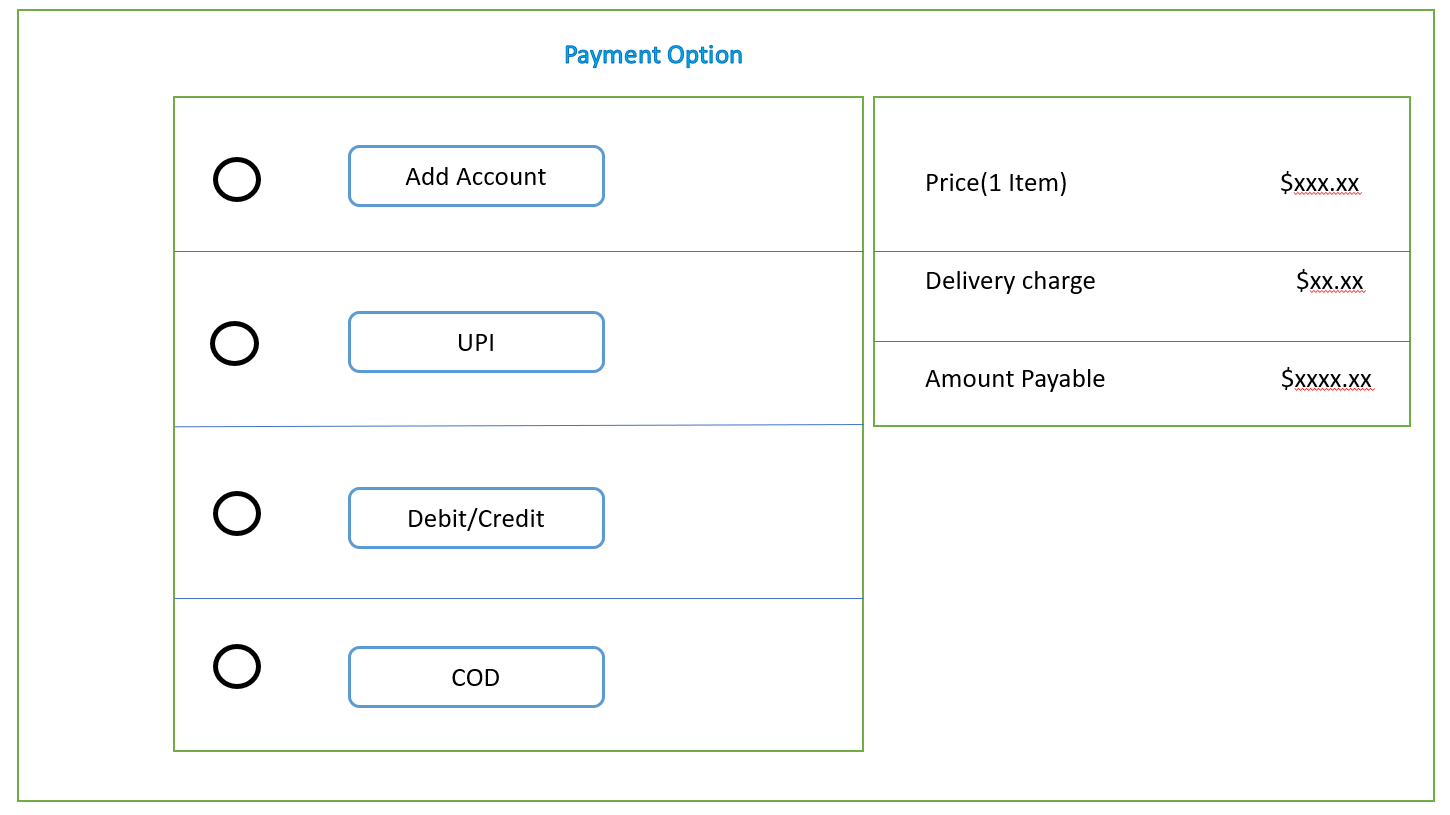 Payment Option
Add Account
UPI
Debit/Credit
COD
Price(1 Item) $xxx.xx
Delivery charge $xx.xx
Amount Payable $xxxx.xx